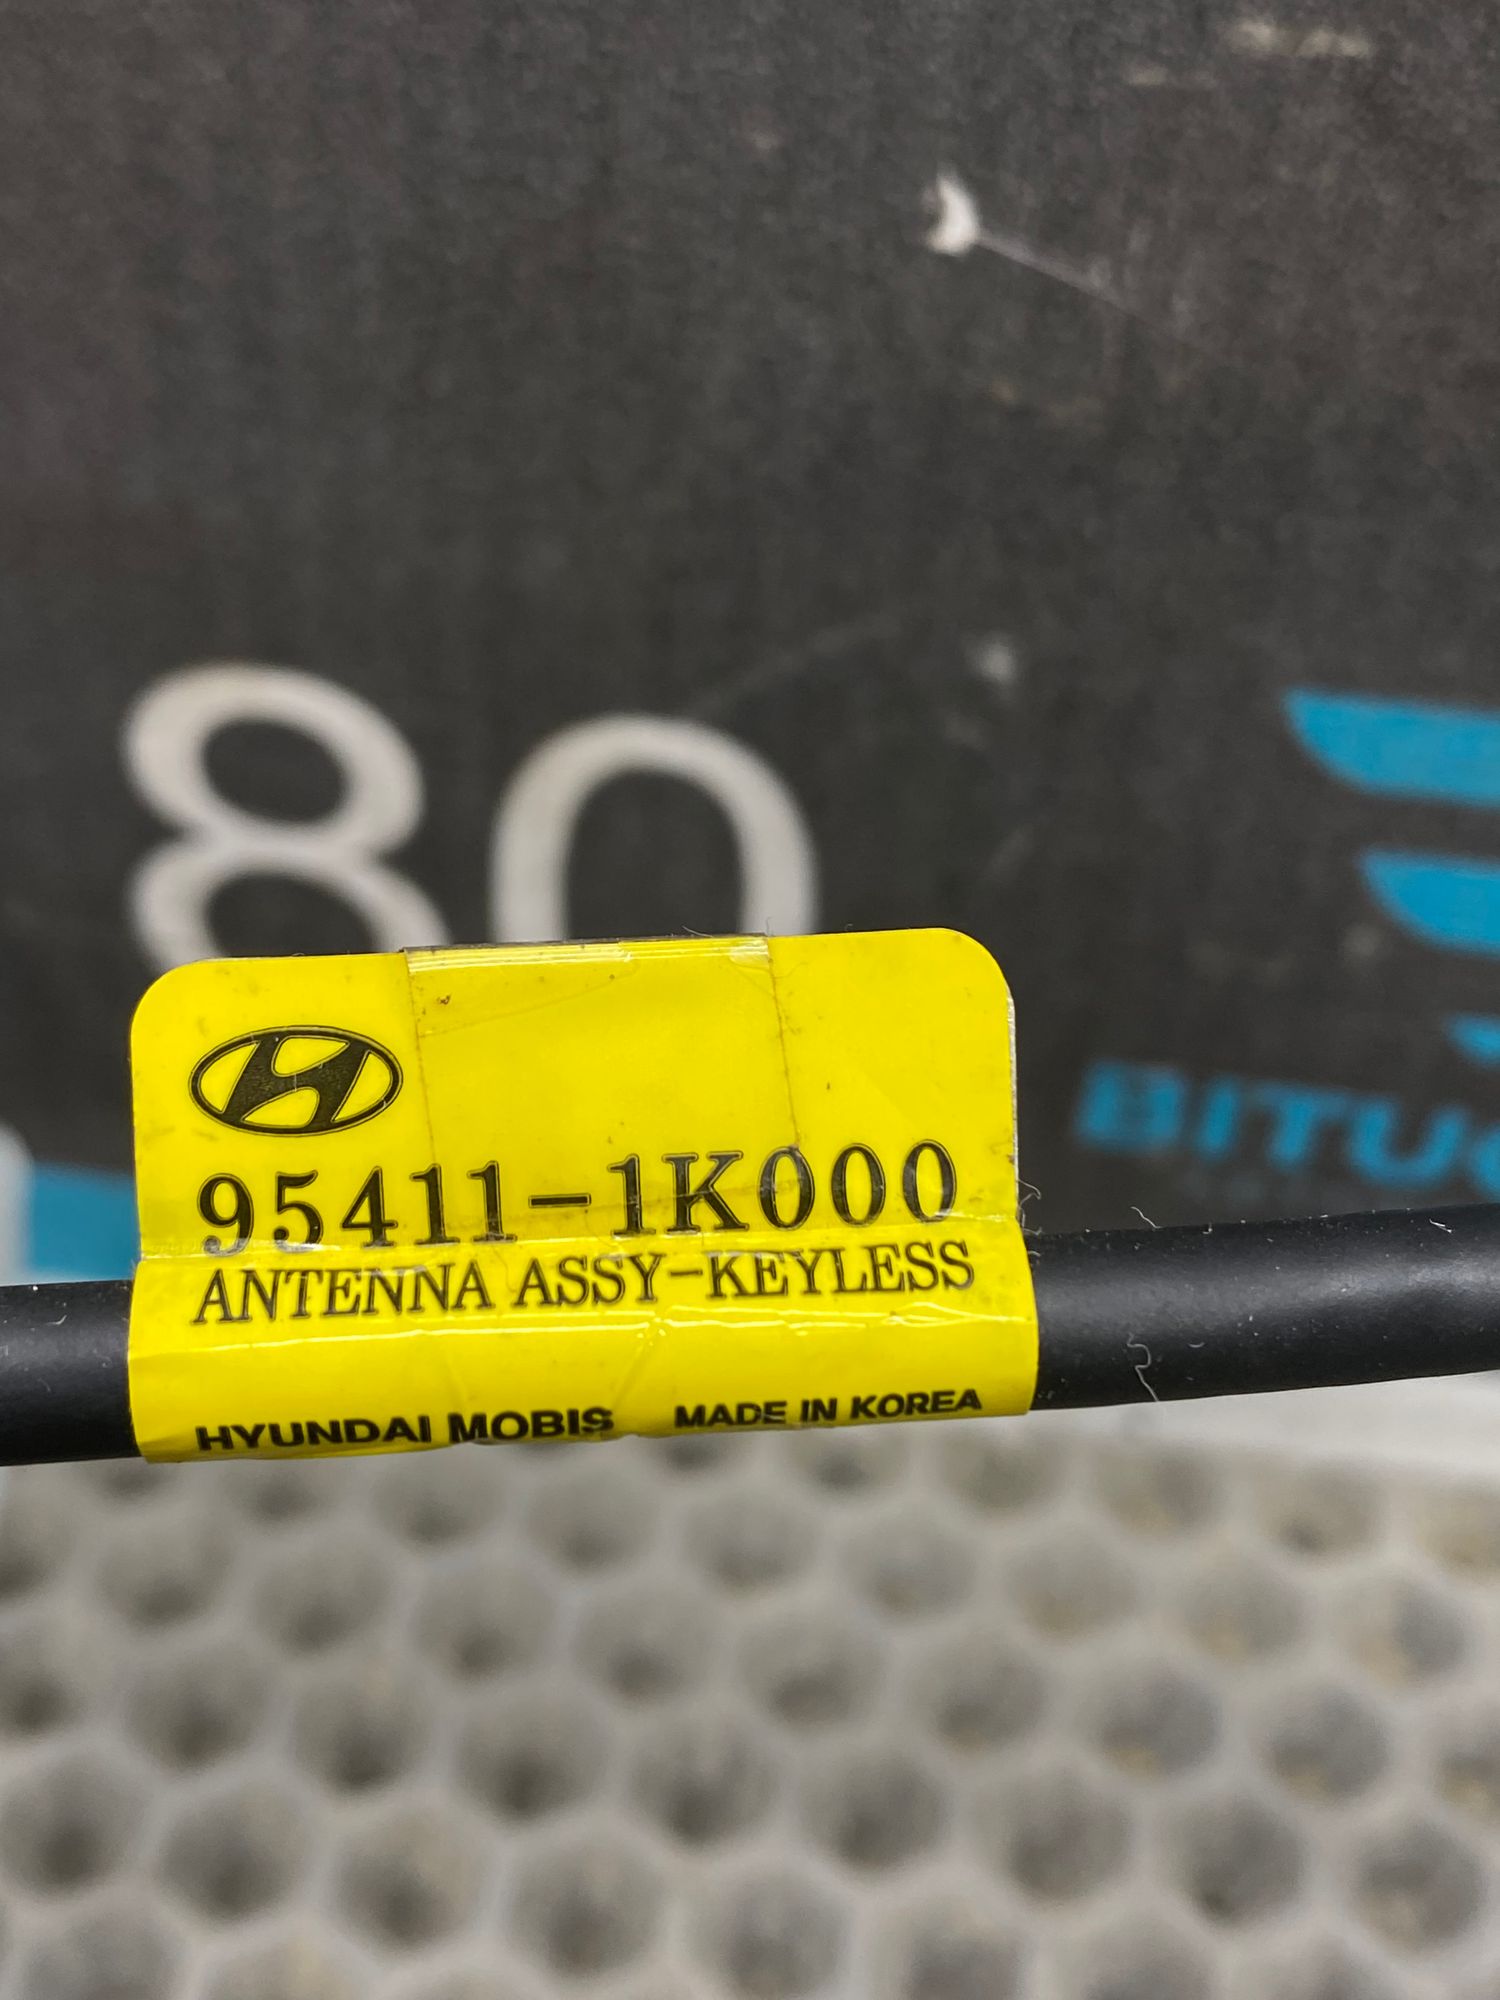 80
95411-1K000
ANTENNA ASSY-KEYLESS
HYUNDAI MOBIS MADE IN KOREA